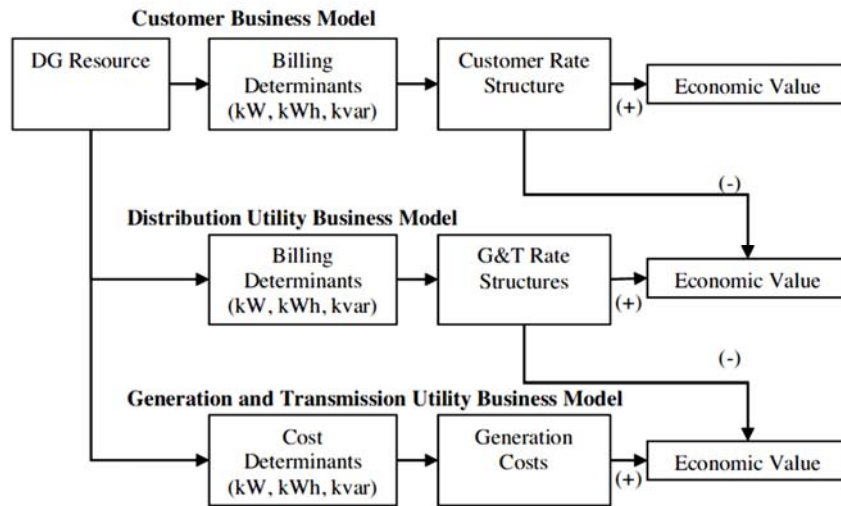 Customer Business Model
DG Resource
Billing
Determinants
(kW, kWh, kvar)
Customer Rate
Structure
(+)
Economic Value
(-)
Distribution Utility Business Model
Billing
Determinants
(kW, kWh, kvar)
G&T Rate
Structures
(+)
Economic Value
(-)
Generation and Transmission Utility Business Model
Cost
Determinants
(kW, kWh, kvar)
Generation
Costs
(+)
Economic Value